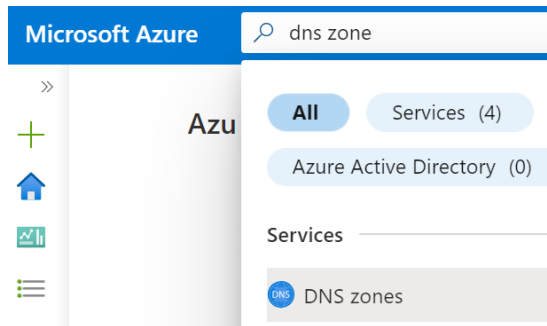 Microsoft Azure
dns zone
Azu
All
Services (4)
Azure Active Directory (0)
Services
DNS
DNS zones